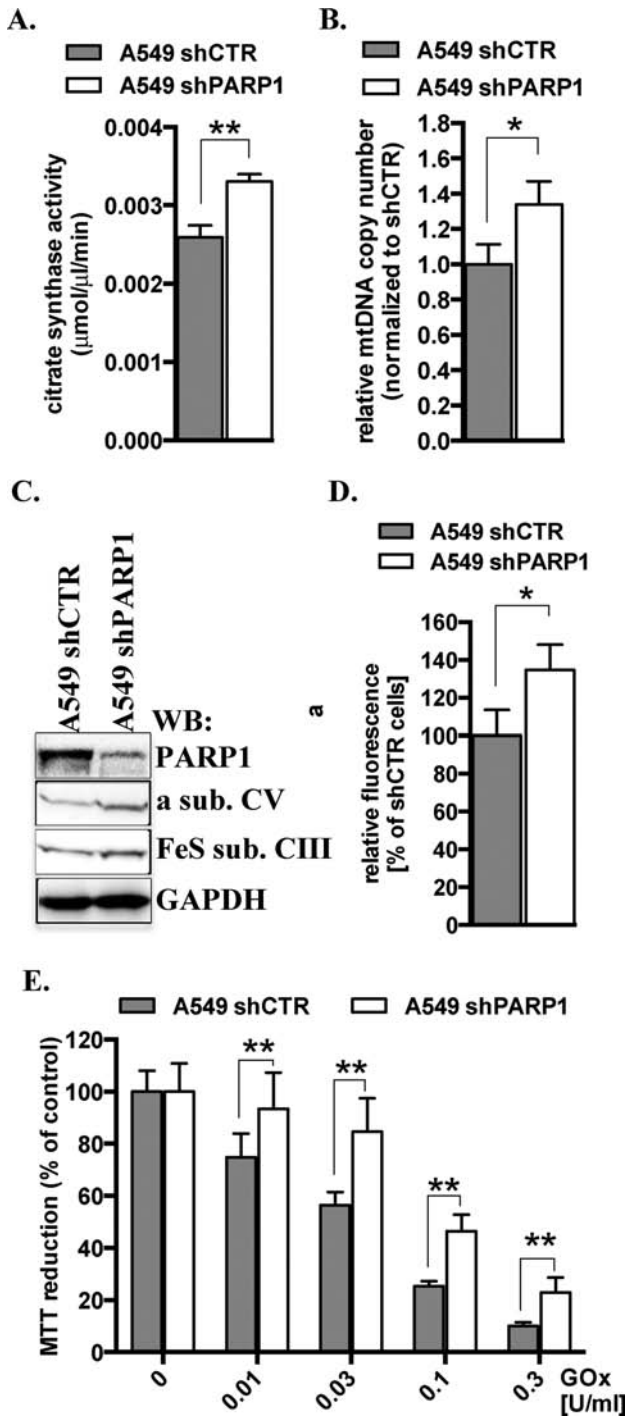 A.
A549 shCTR
A549 shPARP1
citrate synthase activity
(μmol/μl/min)
0.004
0.003
0.002
0.001
0.000
**
B.
A549 shCTR
A549 shPARP1
relative mtDNA copy number
(normalized to shCTR)
1.8
1.6
1.4
1.2
1.0
0.8
0.6
0.4
0.2
0.0
*
C.
A549 shCTR
A549 shPARP1
WB:
PARP1
a sub. CV
FeS sub. CIII
GAPDH
D.
A549 shCTR
A549 shPARP1
a
relative fluorescence
[% of shCTR cells]
160
140
120
100
80
60
40
20
0
*
E.
A549 shCTR
A549 shPARP1
MTT reduction (% of control)
120
100
80
60
40
20
0
**
**
**
**
0
0.01
0.03
0.1
0.3
GOx
[U/ml]